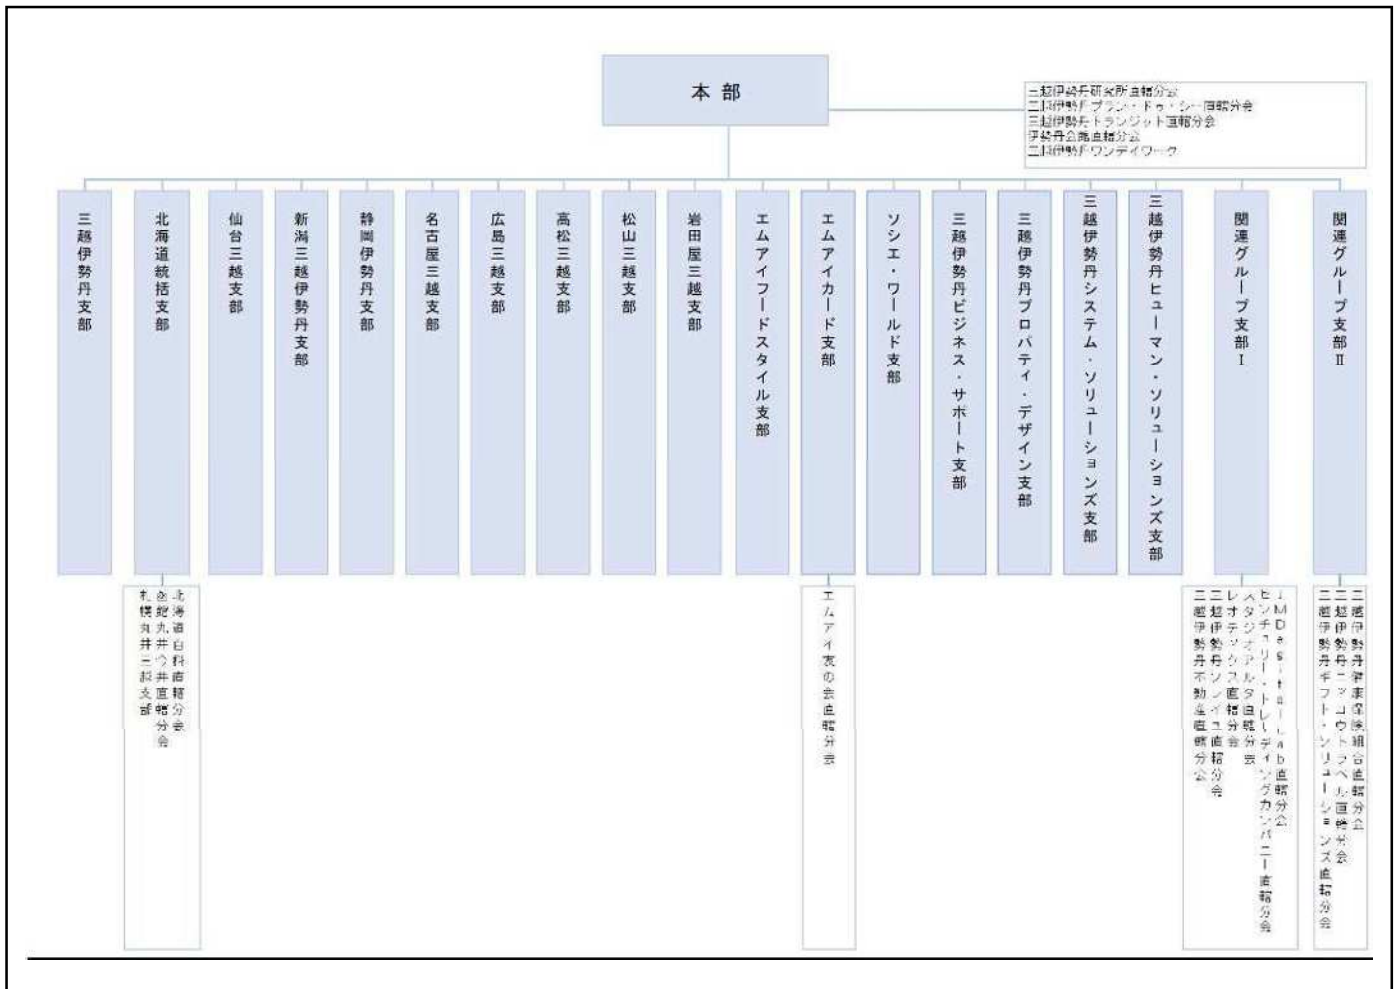 本部
三越伊勢丹研究所直轄分会
三越伊勢丹プラン・ドゥ・シー直轄分会
三越伊勢丹トランジット直轄分会
伊勢丹会館直轄分会
三越伊勢丹ワンデイワーク
三越伊勢丹支部
北海道統括支部
仙台三越支部
新潟三越伊勢丹支部
静岡伊勢丹支部
名古屋三越支部
広島三越支部
高松三越支部
松山三越支部
岩田屋三越支部
エムアイフードスタイル支部
エムアイカード支部
ソシエ・ワールド支部
三越伊勢丹ビジネス・サポート支部
三越伊勢丹プロパティ・デザイン支部
三越伊勢丹システム・ソリューションズ支部
三越伊勢丹ヒューマン・ソリューションズ支部
関連グループ支部Ⅰ
関連グループ支部Ⅱ
北海道百科直轄分会
函館丸井今井直轄分会
札幌丸井三越支部
エムアイ友の会直轄分会
IMDigitalLab直轄分会
センチュリー・トレーディングカンパニー直轄分会
スタジオアルタ直轄分会
レオテックス直轄分会
三越伊勢丹ソレイユ直轄分会
三越伊勢丹不動産直轄分会
三越伊勢丹健康保険組合直轄分会
三越伊勢丹ニッコウトラベル直轄分会
三越伊勢丹ギフト・ソリューションズ直轄分会